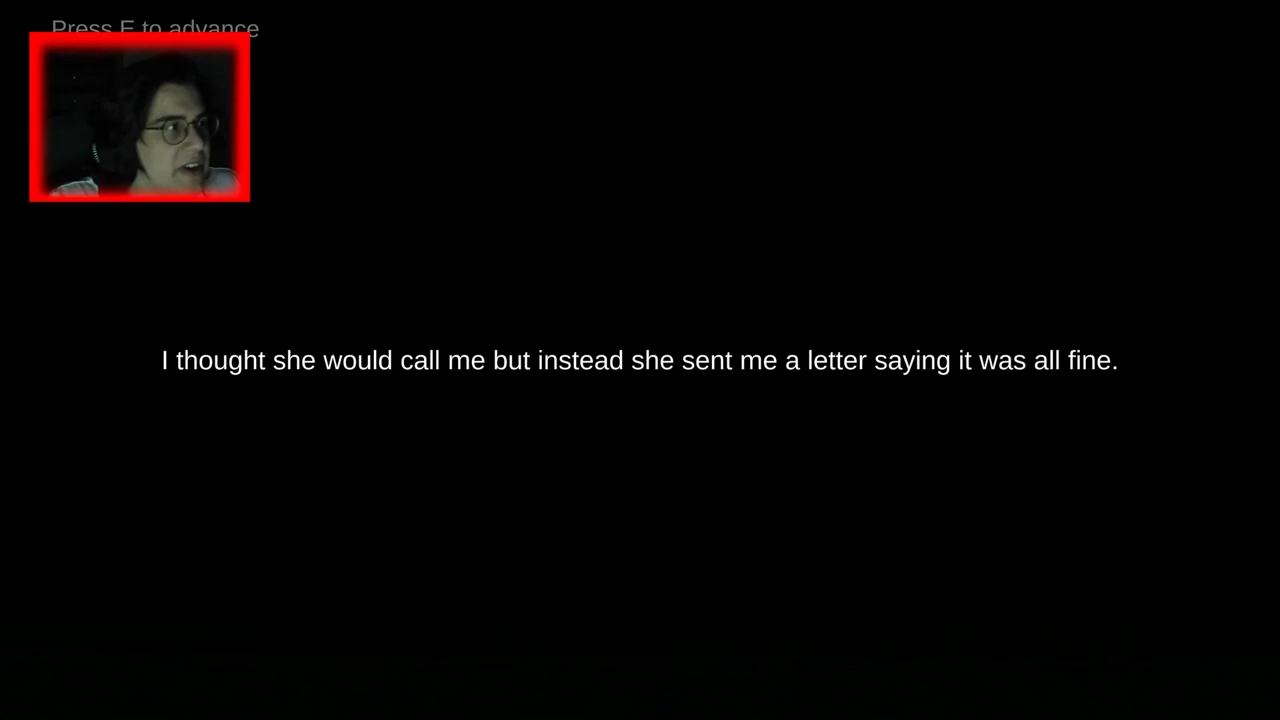 Press E to advance
I thought she would call me but instead she sent me a letter saying it was all fine.